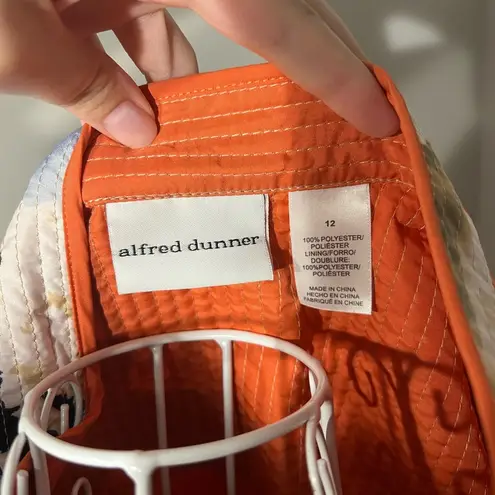 alfred dunner
12
100% POLYESTER/
POLIÉSTER
LINING/FORRO/
DOUBLURE:
100%POLYESTER/
POLIÉSTER
MADE IN CHINA
HECHO EN CHINA
FABRIQUÉ EN CHINA